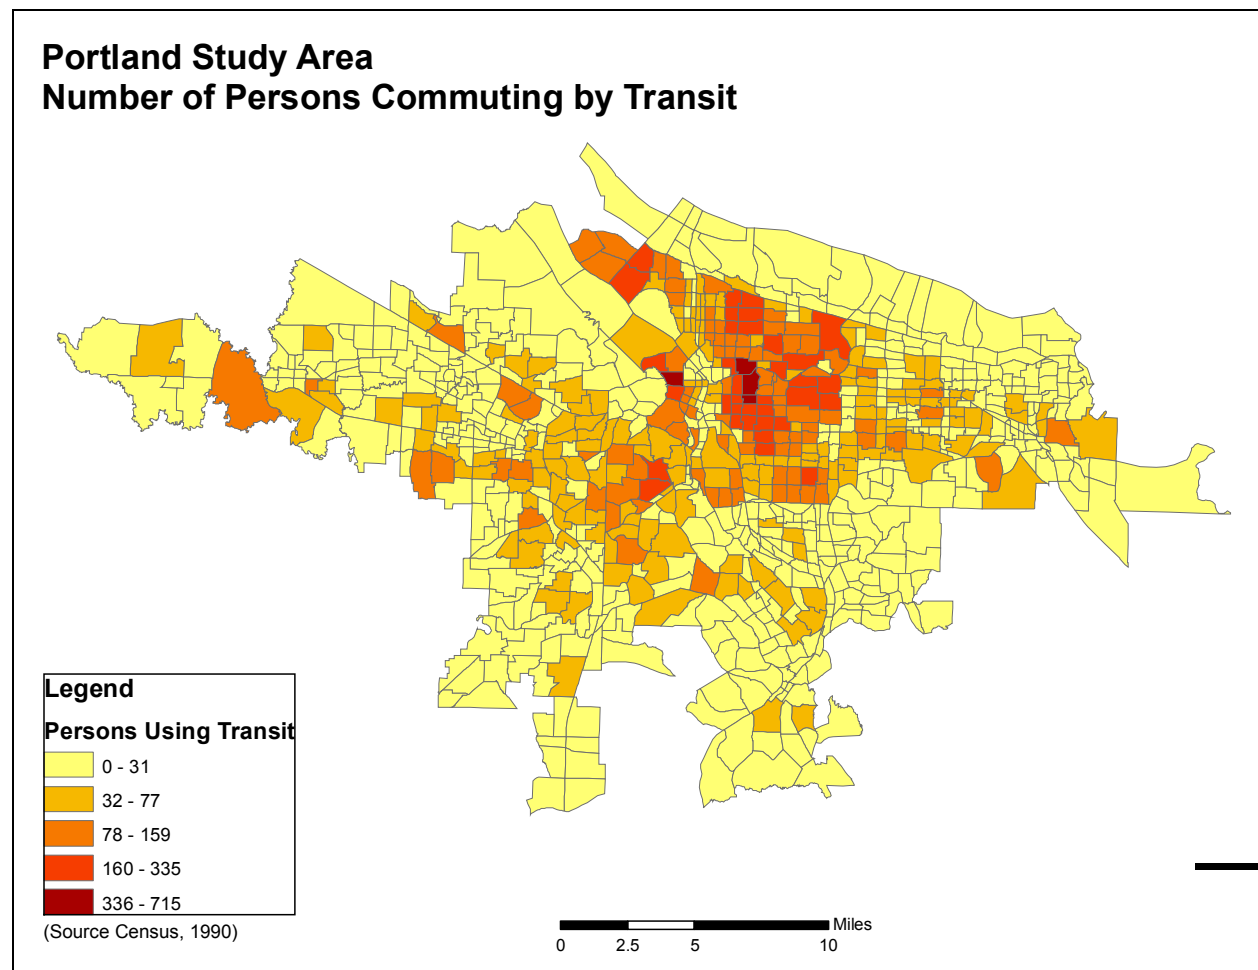 Portland Study Area
Number of Persons Commuting by Transit
Legend
Persons Using Transit
0 - 31
32 - 77
78 - 159
160 - 335
336 - 715
(Source Census, 1990)
Miles
0 2.5 5 10